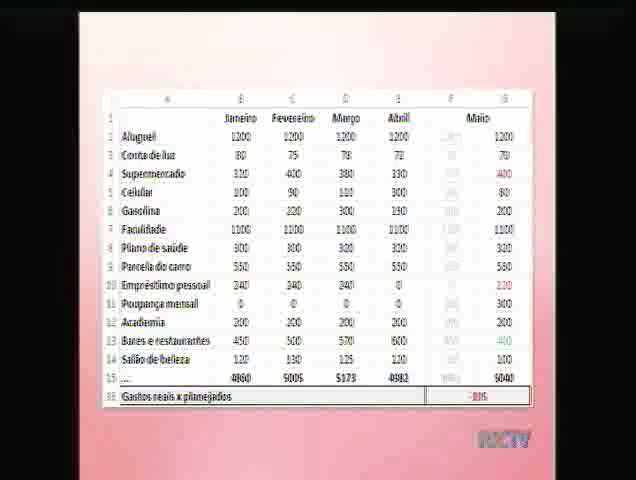 A B C D E F G
1 Janeiro Fevereiro Março Abril Maio
2 Aluguel 1200 1200 1200 1200 1200
3 Conta de luz 80 75 78 72 70
4 Supermercado 320 400 380 330 400
5 Celular 100 90 110 300 80
6 Gasolina 200 220 300 190 200
7 Faculdade 1100 1100 1100 1100 1100
8 Plano de saúde 300 300 320 320 320
9 Parcela do carro 550 550 550 550 550
10 Empréstimo pessoal 240 240 240 0 220
11 Poupança mensal 0 0 0 0 300
12 Academia 200 200 200 200 200
13 Bares e restaurantes 450 500 570 600 400
14 Salão de beleza 120 130 125 120 100
15 ... 4860 5005 5173 4982 5040
16 Gastos reais x planejados